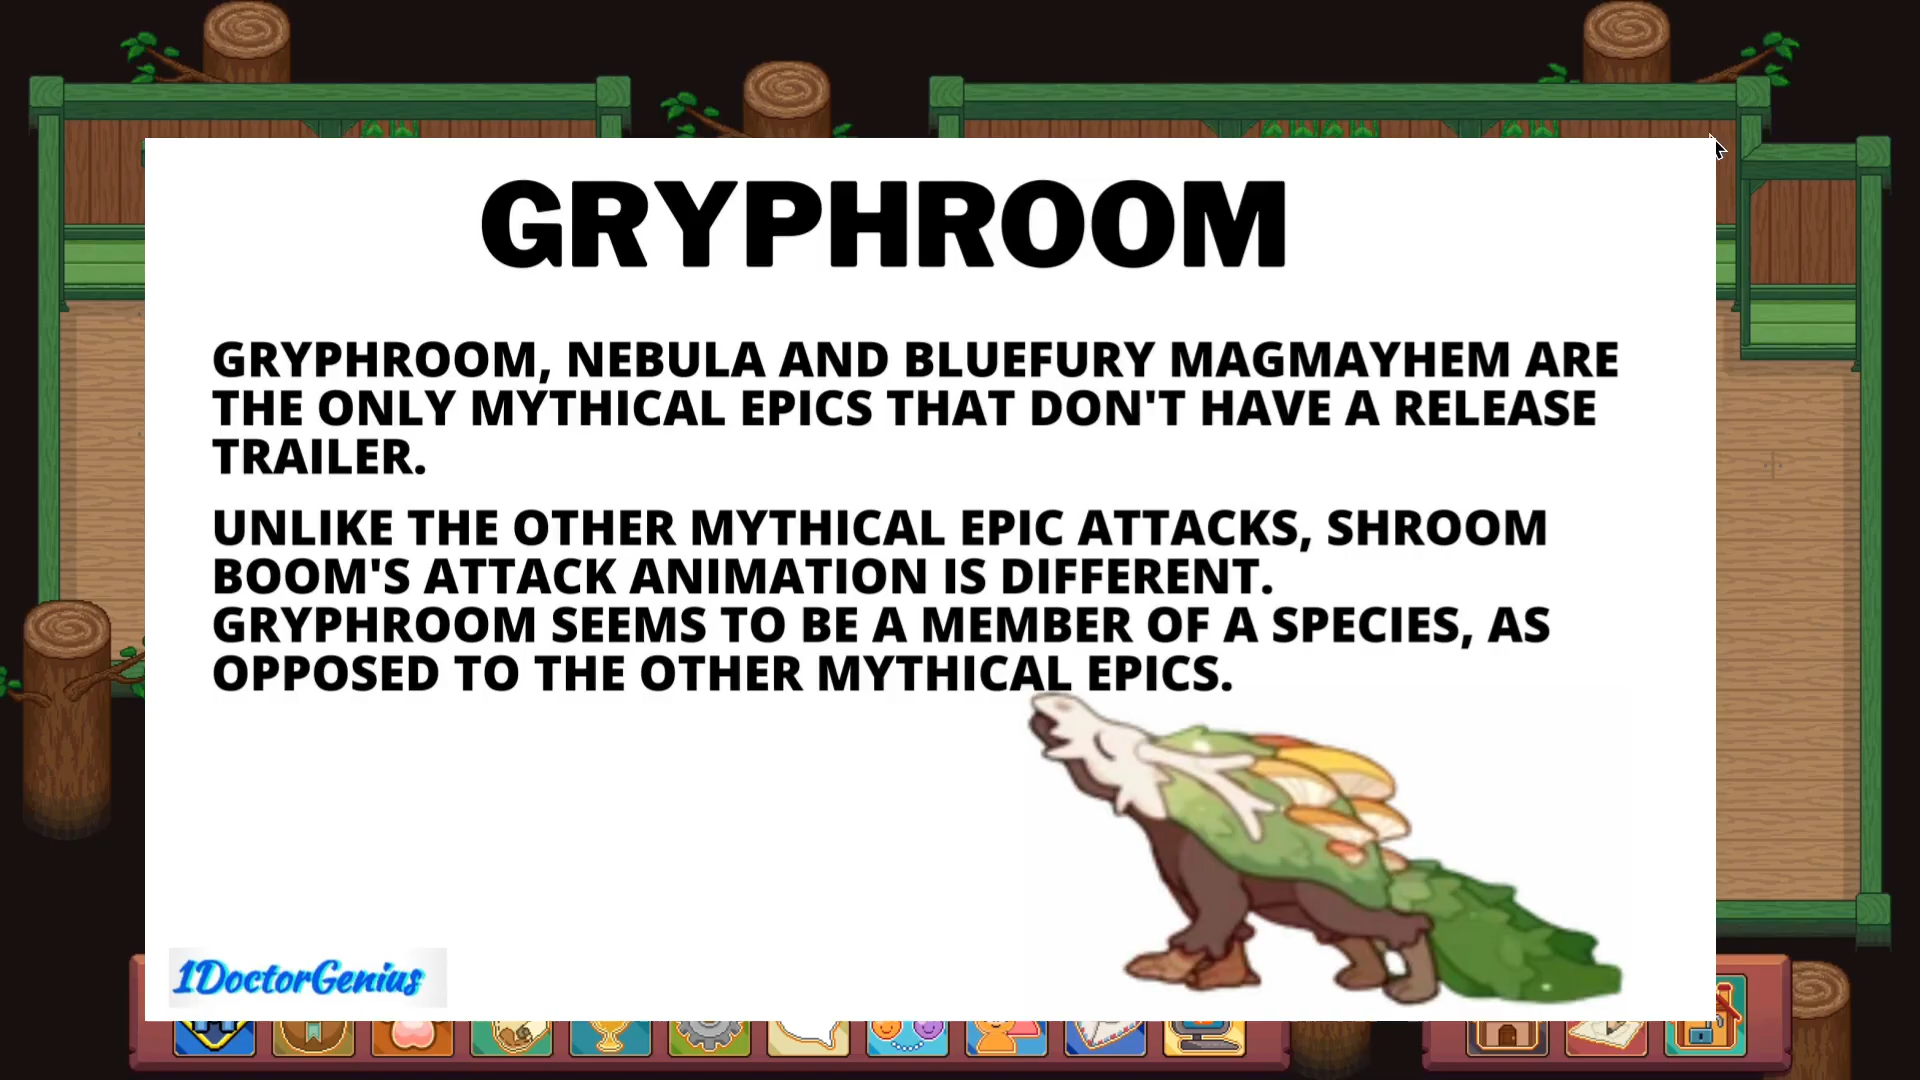 GRYPHROOM
GRYPHROOM, NEBULA AND BLUEFURY MAGMAYHEM ARE
THE ONLY MYTHICAL EPICS THAT DON'T HAVE A RELEASE
TRAILER.
UNLIKE THE OTHER MYTHICAL EPIC ATTACKS, SHROOM
BOOM'S ATTACK ANIMATION IS DIFFERENT.
GRYPHROOM SEEMS TO BE A MEMBER OF A SPECIES, AS
OPPOSED TO THE OTHER MYTHICAL EPICS.
1DoctorGenius